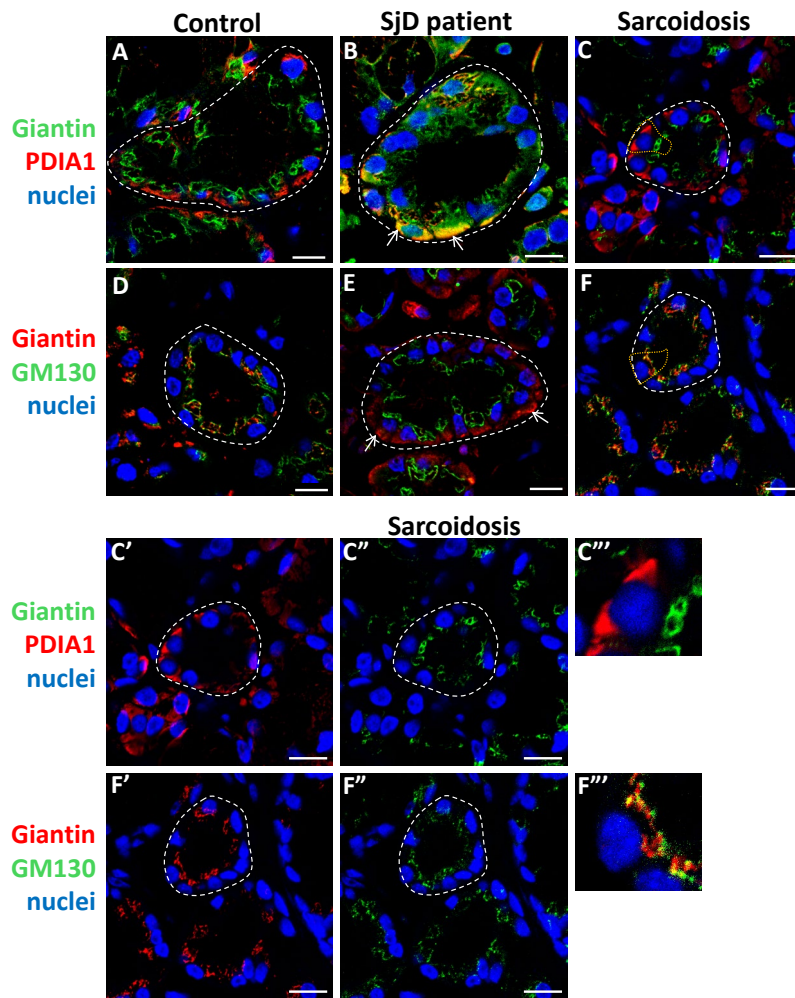 Control SjD patient Sarcoidosis
A B C
Giantin
PDIA1
nuclei
D E F
Giantin
GM130
nuclei
Sarcoidosis
C’ C” C”’
Giantin
PDIA1
nuclei
F’ F” F”’
Giantin
GM130
nuclei